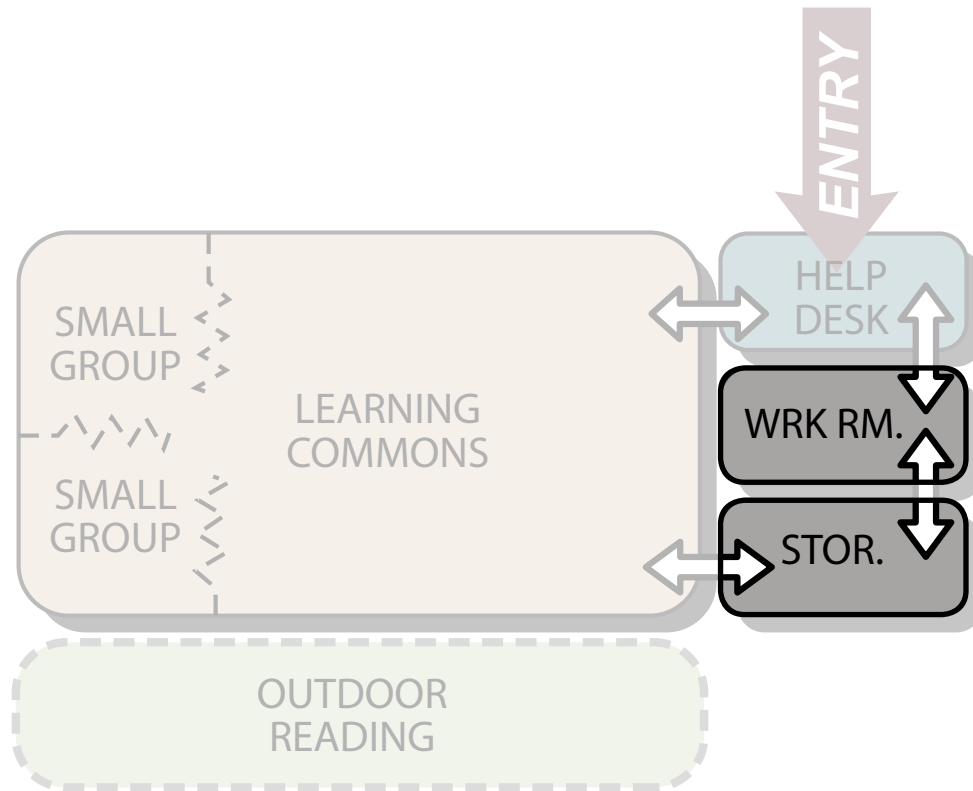 ENTRY
HELP
DESK
SMALL
GROUP
LEARNING
COMMONS
WRK RM.
SMALL
GROUP
STOR.
OUTDOOR
READING